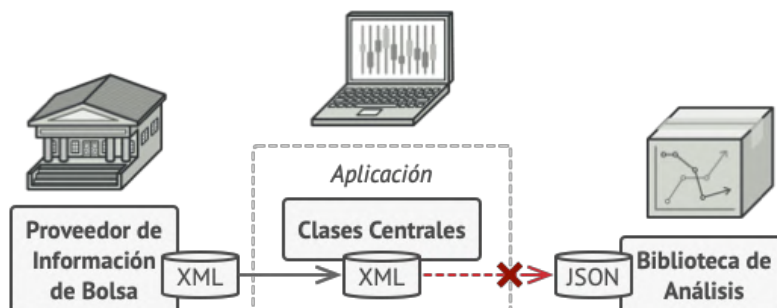 Aplicación
Proveedor de
Información
de Bolsa
XML
Clases Centrales
XML
JSON
Biblioteca de
Análisis